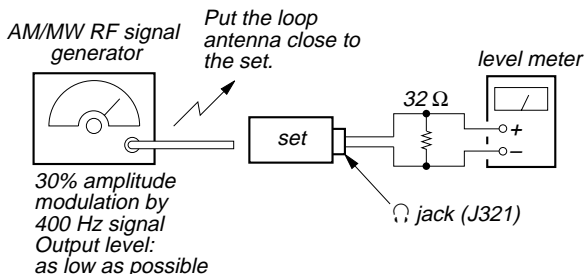 AM/MW RF signal
generator
Put the loop
antenna close to
the set.
level meter
32 Ω
set
+
–
30% amplitude
modulation by
400 Hz signal
Output level:
as low as possible
Ω jack (J321)